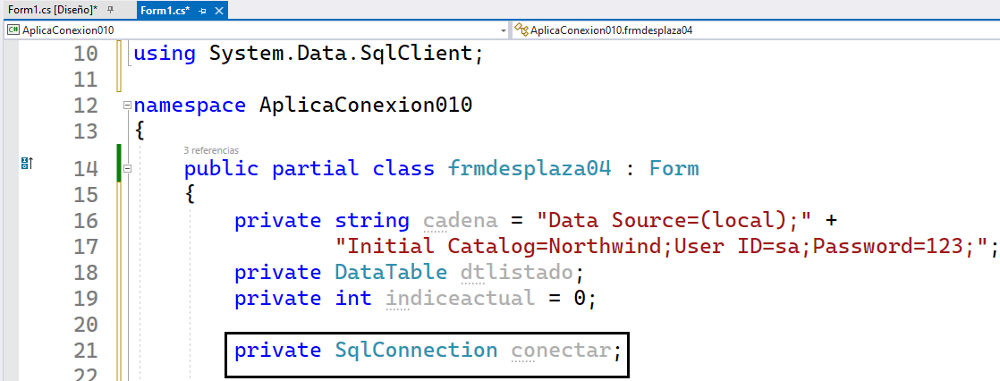 Form1.cs [Diseño]* Form1.cs*
AplicaConexion010 AplicaConexion010.frmdesplaza04
10 using System.Data.SqlClient;
11
12 namespace AplicaConexion010
13 {
3 referencias
14 public partial class frmdesplaza04 : Form
15 {
16 private string cadena = "Data Source=(local);" +
17 "Initial Catalog=Northwind;User ID=sa;Password=123;";
18 private DataTable dtlistado;
19 private int indiceactual = 0;
20
21 private SqlConnection conectar;
22